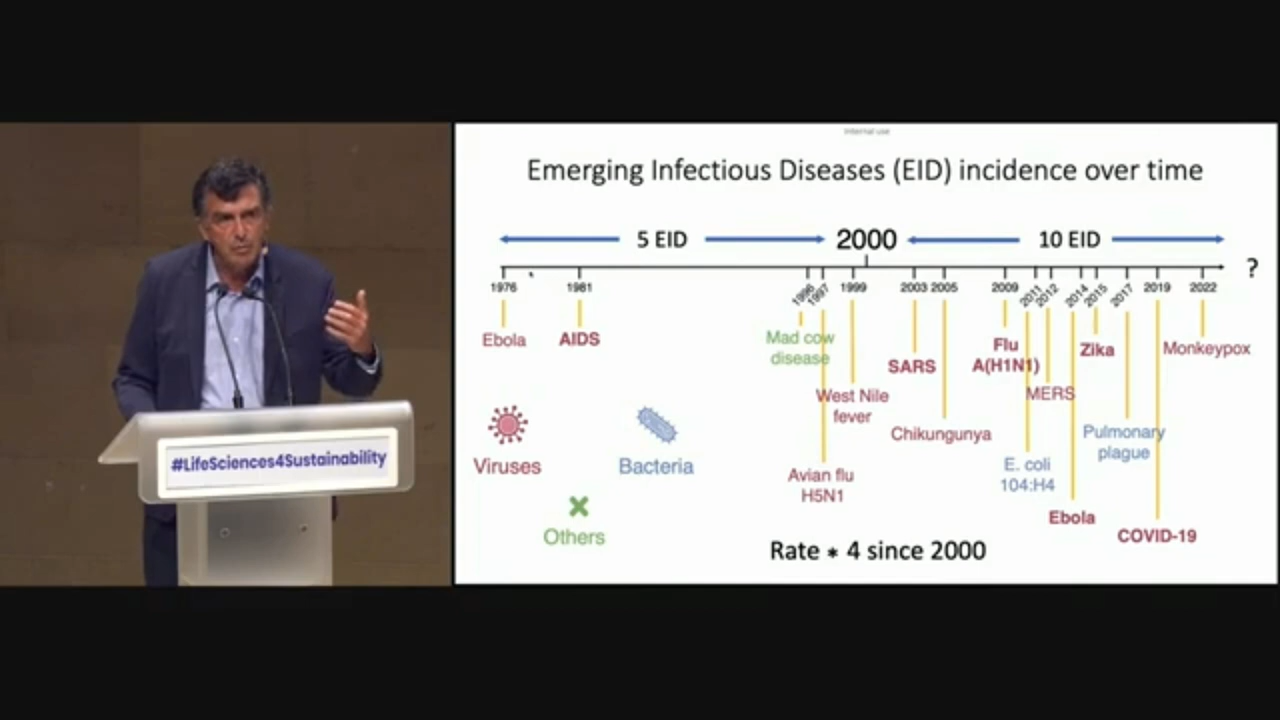 Internal use
Emerging Infectious Diseases (EID) incidence over time
5 EID
2000
10 EID
?
1976
1981
1996
1997
1999
2003
2005
2009
2011
2012
2014
2015
2017
2019
2022
Ebola
AIDS
Mad cow
disease
Avian flu
H5N1
West Nile
fever
SARS
Chikungunya
Flu
A(H1N1)
E. coli
104:H4
MERS
Ebola
Zika
Pulmonary
plague
COVID-19
Monkeypox
Viruses
Bacteria
Others
Rate * 4 since 2000
#LifeSciences4Sustainability